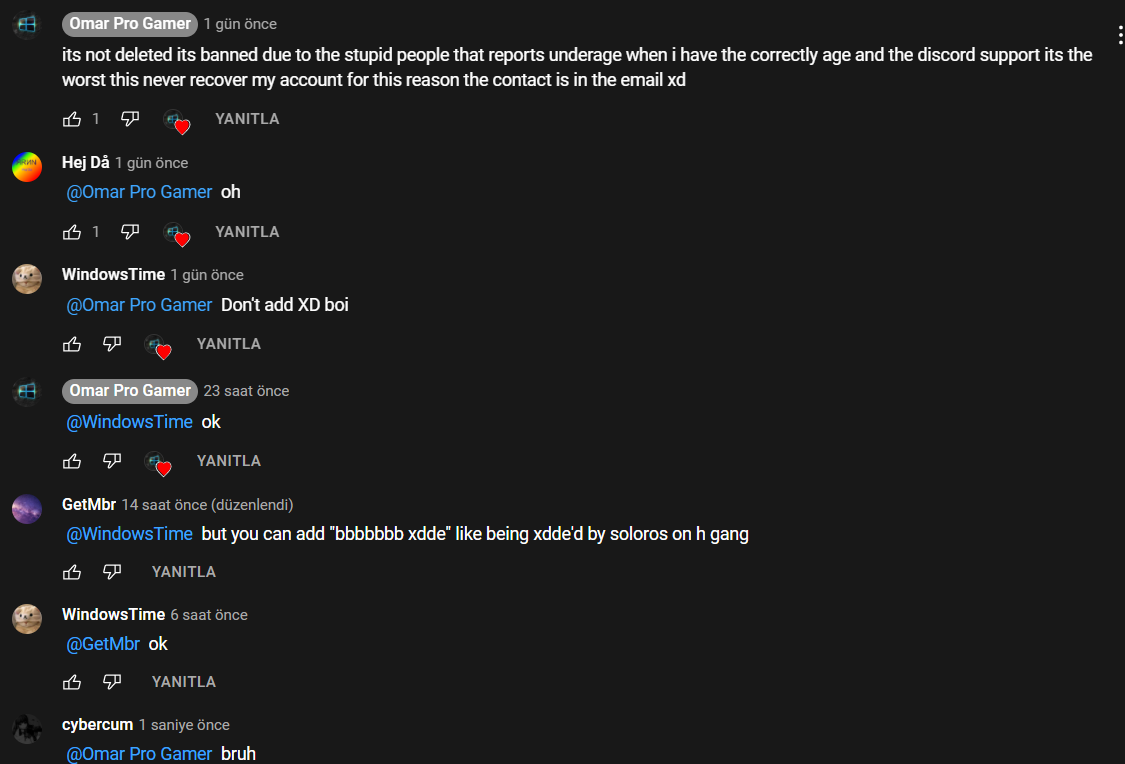 Omar Pro Gamer 1 gün önce
its not deleted its banned due to the stupid people that reports underage when i have the correctly age and the discord support its the
worst this never recover my account for this reason the contact is in the email xd
1 YANITLA
Hej Då 1 gün önce
@Omar Pro Gamer oh
1 YANITLA
WindowsTime 1 gün önce
@Omar Pro Gamer Don't add XD boi
YANITLA
Omar Pro Gamer 23 saat önce
@WindowsTime ok
YANITLA
GetMbr 14 saat önce (düzenlendi)
@WindowsTime but you can add "bbbbbbb xdde" like being xdde'd by soloros on h gang
YANITLA
WindowsTime 6 saat önce
@GetMbr ok
YANITLA
cybercum 1 saniye önce
@Omar Pro Gamer bruh